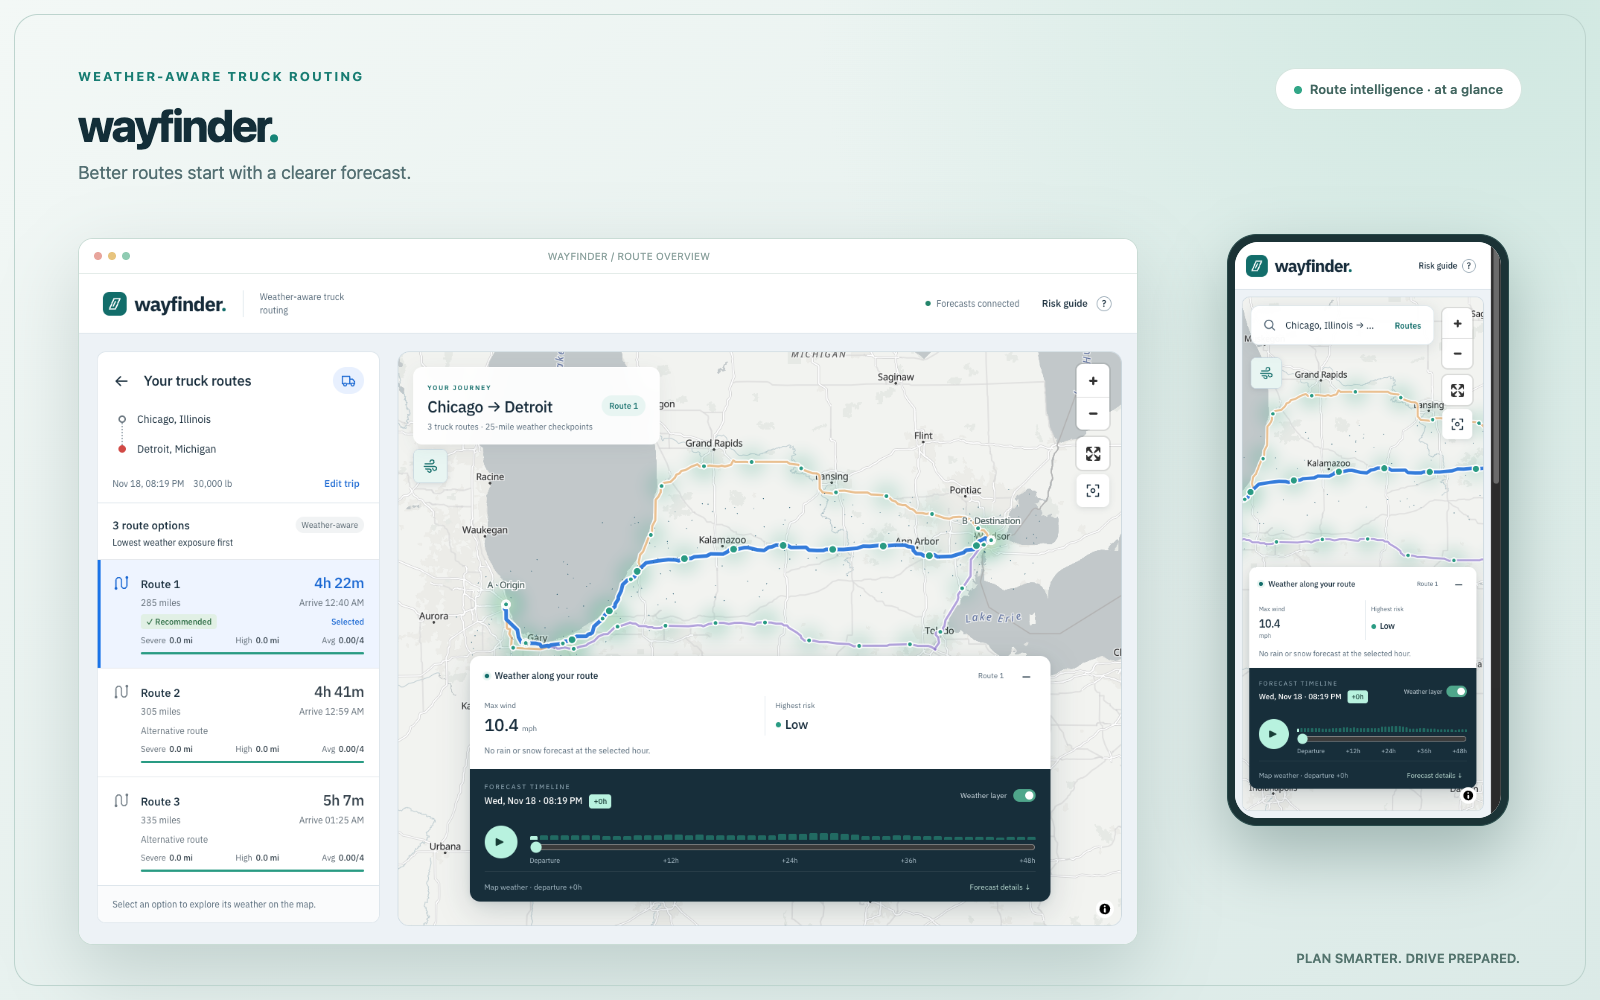 WEATHER-AWARE TRUCK ROUTING
wayfinder.
Better routes start with a clearer forecast.
Route intelligence · at a glance
WAYFINDER / ROUTE OVERVIEW
wayfinder.
Weather-aware truck
routing
Forecasts connected
Risk guide ?
Your truck routes
Chicago, Illinois
Detroit, Michigan
Nov 18, 08:19 PM 30,000 lb
Edit trip
3 route options
Weather-aware
Lowest weather exposure first
Route 1 4h 22m
285 miles Arrive 12:40 AM
✓ Recommended Selected
Severe 0.0 mi High 0.0 mi Avg 0.00/4
Route 2 4h 41m
305 miles Arrive 12:59 AM
Alternative route
Severe 0.0 mi High 0.0 mi Avg 0.00/4
Route 3 5h 7m
335 miles Arrive 01:25 AM
Alternative route
Severe 0.0 mi High 0.0 mi Avg 0.00/4
Select an option to explore its weather on the map.
YOUR JOURNEY
Chicago → Detroit
Route 1
3 truck routes · 25-mile weather checkpoints
MICHIGAN
Saginaw
gon
Grand Rapids
Flint
Racine
ansing
Pontiac
B · Destination
sor
Waukegan
Kalamazoo
Ann Arbor
A · Origin
Aurora
Gary
Toledo
Lake Erie
Urbana
+
−
Weather along your route
Route 1 −
Max wind
10.4 mph
Highest risk
Low
No rain or snow forecast at the selected hour.
FORECAST TIMELINE
Wed, Nov 18 · 08:19 PM +0h
Weather layer
Departure +12h +24h +36h +48h
Map weather · departure +0h
Forecast details ↓
wayfinder.
Risk guide ?
Chicago, Illinois → ...
Routes
+
−
Grand Rapids
ansing
Kalamazoo
Weather along your route
Route 1 −
Max wind
10.4
mph
Highest risk
Low
No rain or snow forecast at the selected hour.
FORECAST TIMELINE
Wed, Nov 18 · 08:19 PM +0h
Weather layer
Departure +12h +24h +36h +48h
Map weather · departure +0h
Forecast details ↓
PLAN SMARTER. DRIVE PREPARED.